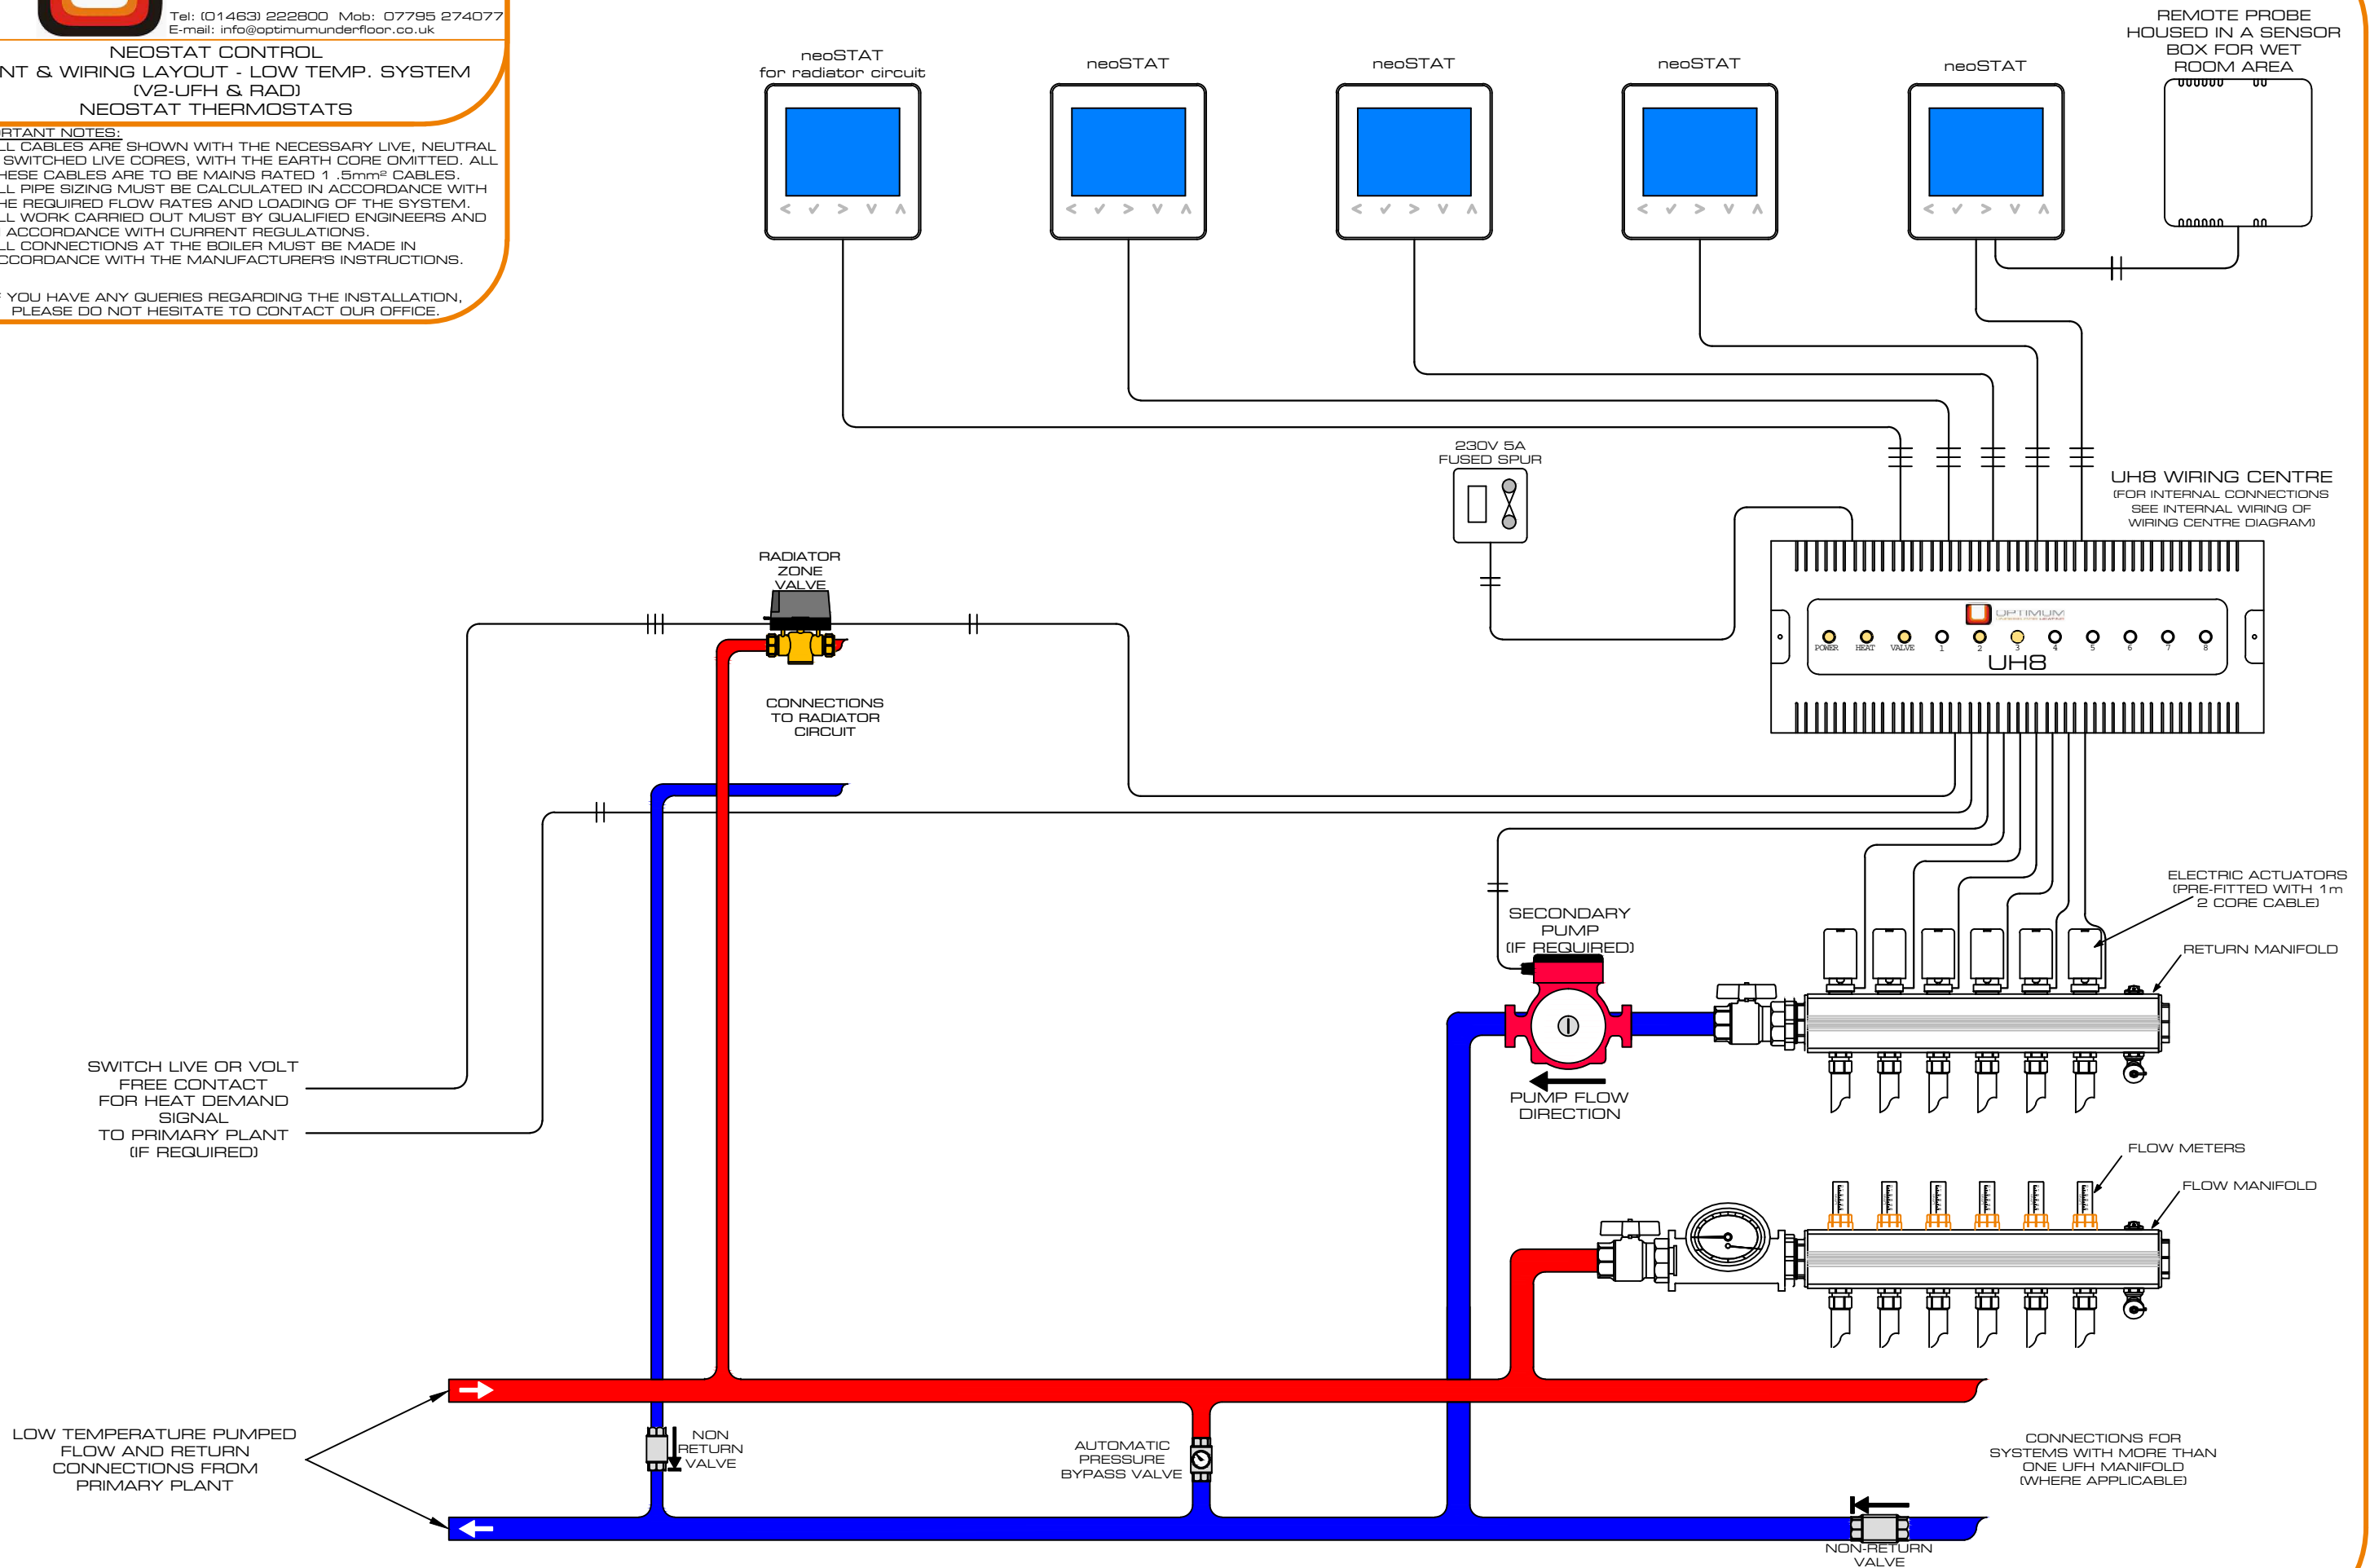 Tel: (01463) 222800 Mob: 07795 274077
E-mail: info@optimumunderfloor.co.uk
NEOSTAT CONTROL
NT & WIRING LAYOUT - LOW TEMP. SYSTEM
(V2-UFH & RAD)
NEOSTAT THERMOSTATS
ORTANT NOTES:
LL CABLES ARE SHOWN WITH THE NECESSARY LIVE, NEUTRAL
SWITCHED LIVE CORES, WITH THE EARTH CORE OMITTED. ALL
HESE CABLES ARE TO BE MAINS RATED 1 .5mm² CABLES.
LL PIPE SIZING MUST BE CALCULATED IN ACCORDANCE WITH
HE REQUIRED FLOW RATES AND LOADING OF THE SYSTEM.
LL WORK CARRIED OUT MUST BY QUALIFIED ENGINEERS AND
ACCORDANCE WITH CURRENT REGULATIONS.
LL CONNECTIONS AT THE BOILER MUST BE MADE IN
CCORDANCE WITH THE MANUFACTURER'S INSTRUCTIONS.
F YOU HAVE ANY QUERIES REGARDING THE INSTALLATION,
PLEASE DO NOT HESITATE TO CONTACT OUR OFFICE.
neoSTAT
for radiator circuit
neoSTAT
neoSTAT
neoSTAT
neoSTAT
REMOTE PROBE
HOUSED IN A SENSOR
BOX FOR WET
ROOM AREA
230V 5A
FUSED SPUR
UH8 WIRING CENTRE
(FOR INTERNAL CONNECTIONS
SEE INTERNAL WIRING OF
WIRING CENTRE DIAGRAM)
OPTIMUM
POWER HEAT VALVE 1 2 3 4 5 6 7 8
UH8
RADIATOR
ZONE
VALVE
CONNECTIONS
TO RADIATOR
CIRCUIT
SECONDARY
PUMP
(IF REQUIRED)
PUMP FLOW
DIRECTION
ELECTRIC ACTUATORS
(PRE-FITTED WITH 1m
2 CORE CABLE)
RETURN MANIFOLD
SWITCH LIVE OR VOLT
FREE CONTACT
FOR HEAT DEMAND
SIGNAL
TO PRIMARY PLANT
(IF REQUIRED)
FLOW METERS
FLOW MANIFOLD
LOW TEMPERATURE PUMPED
FLOW AND RETURN
CONNECTIONS FROM
PRIMARY PLANT
NON
RETURN
VALVE
AUTOMATIC
PRESSURE
BYPASS VALVE
CONNECTIONS FOR
SYSTEMS WITH MORE THAN
ONE UFH MANIFOLD
(WHERE APPLICABLE)
NON-RETURN
VALVE